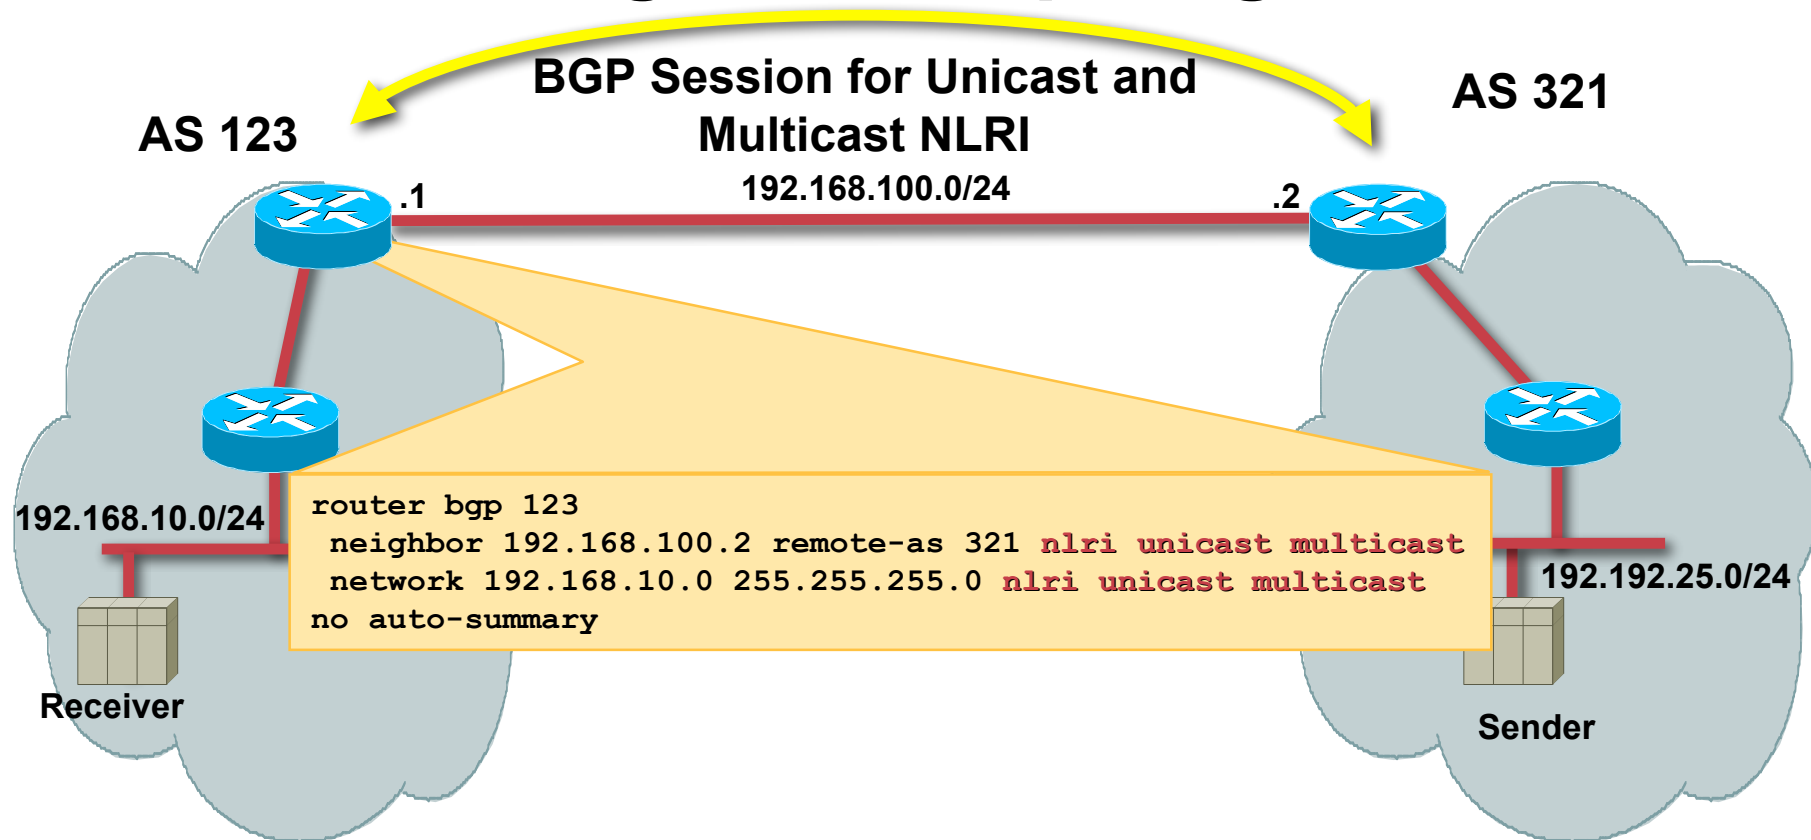 BGP Session for Unicast and
Multicast NLRI
AS 321
AS 123
.1
192.168.100.0/24
.2
192.168.10.0/24
router bgp 123
neighbor 192.168.100.2 remote-as 321 nlri unicast multicast
network 192.168.10.0 255.255.255.0 nlri unicast multicast
no auto-summary
192.192.25.0/24
Receiver
Sender